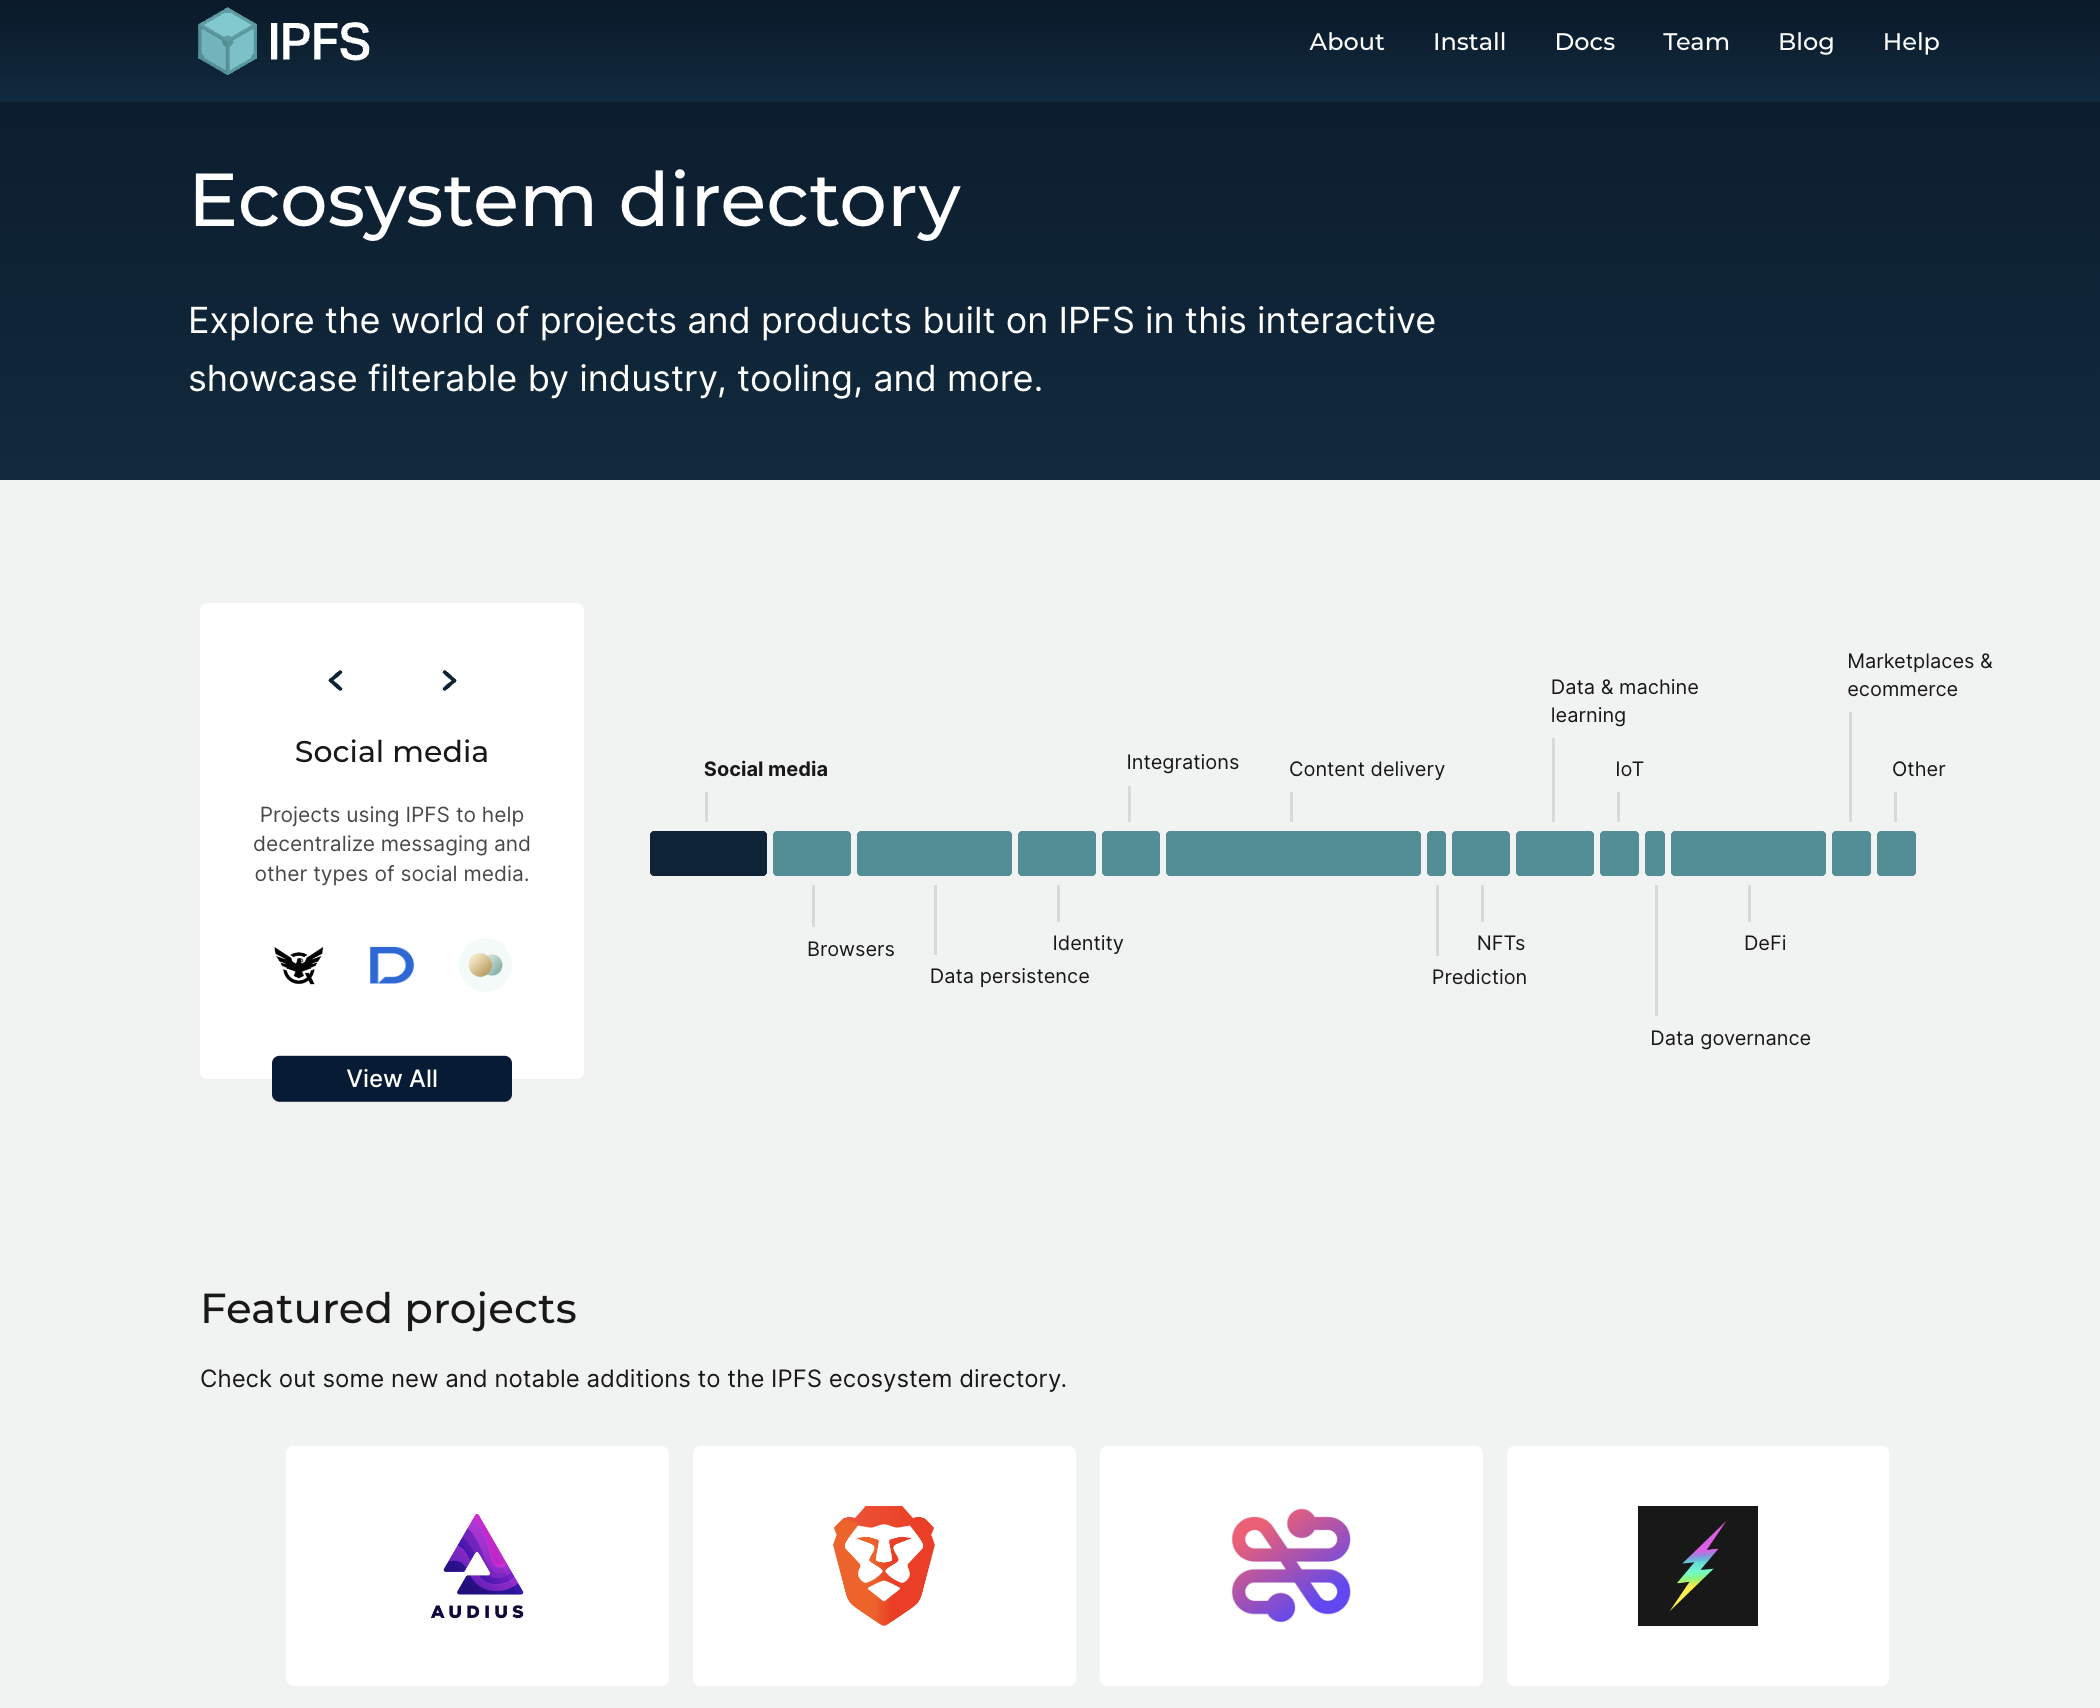 IPFS
About Install Docs Team Blog Help
Ecosystem directory
Explore the world of projects and products built on IPFS in this interactive
showcase filterable by industry, tooling, and more.
Social media
Projects using IPFS to help
decentralize messaging and
other types of social media.
View All
Social media
Browsers
Data persistence
Identity
Integrations
Content delivery
Prediction
NFTs
Data & machine
learning
IoT
Data governance
DeFi
Marketplaces &
ecommerce
Other
Featured projects
Check out some new and notable additions to the IPFS ecosystem directory.
AUDIUS